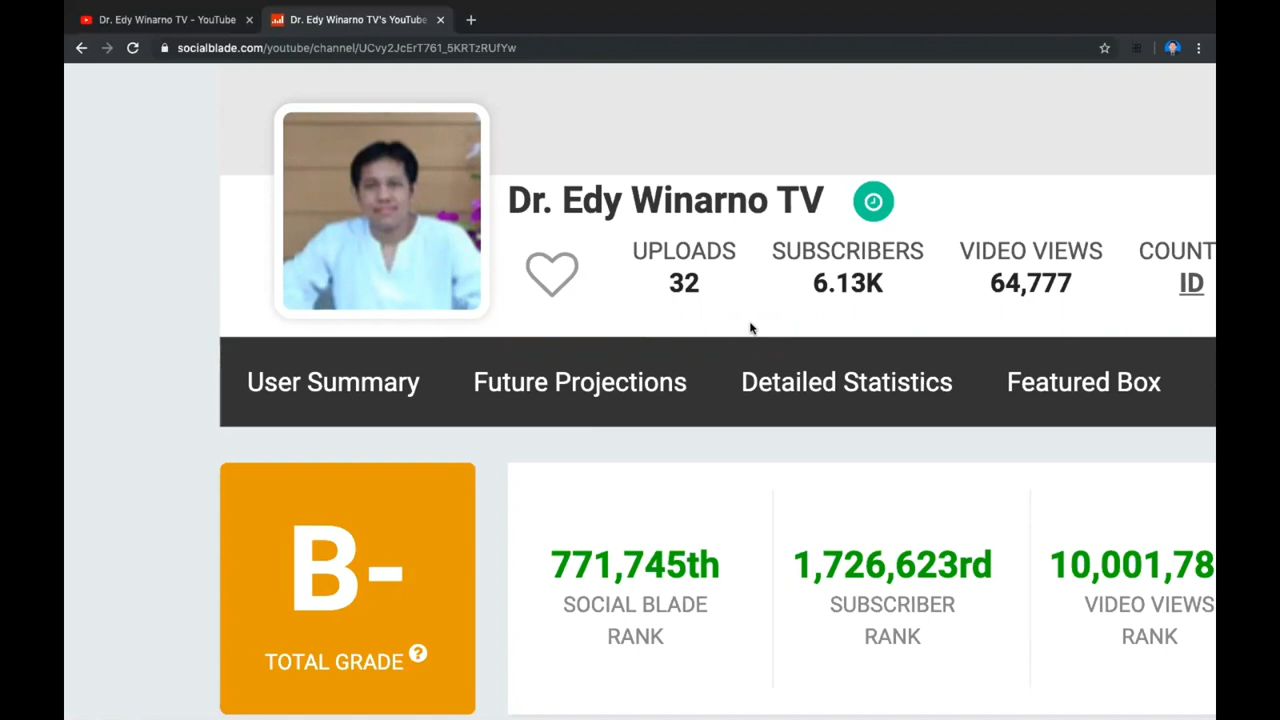 Dr. Edy Winarno TV - YouTube
Dr. Edy Winarno TV's YouTube
socialblade.com/youtube/channel/UCvy2JcErT761_5KRTzRUfYw
Dr. Edy Winarno TV
UPLOADS SUBSCRIBERS VIDEO VIEWS COUNT
32 6.13K 64,777 ID
User Summary Future Projections Detailed Statistics Featured Box
B-
TOTAL GRADE ?
771,745th 1,726,623rd 10,001,78
SOCIAL BLADE SUBSCRIBER VIDEO VIEWS
RANK RANK RANK